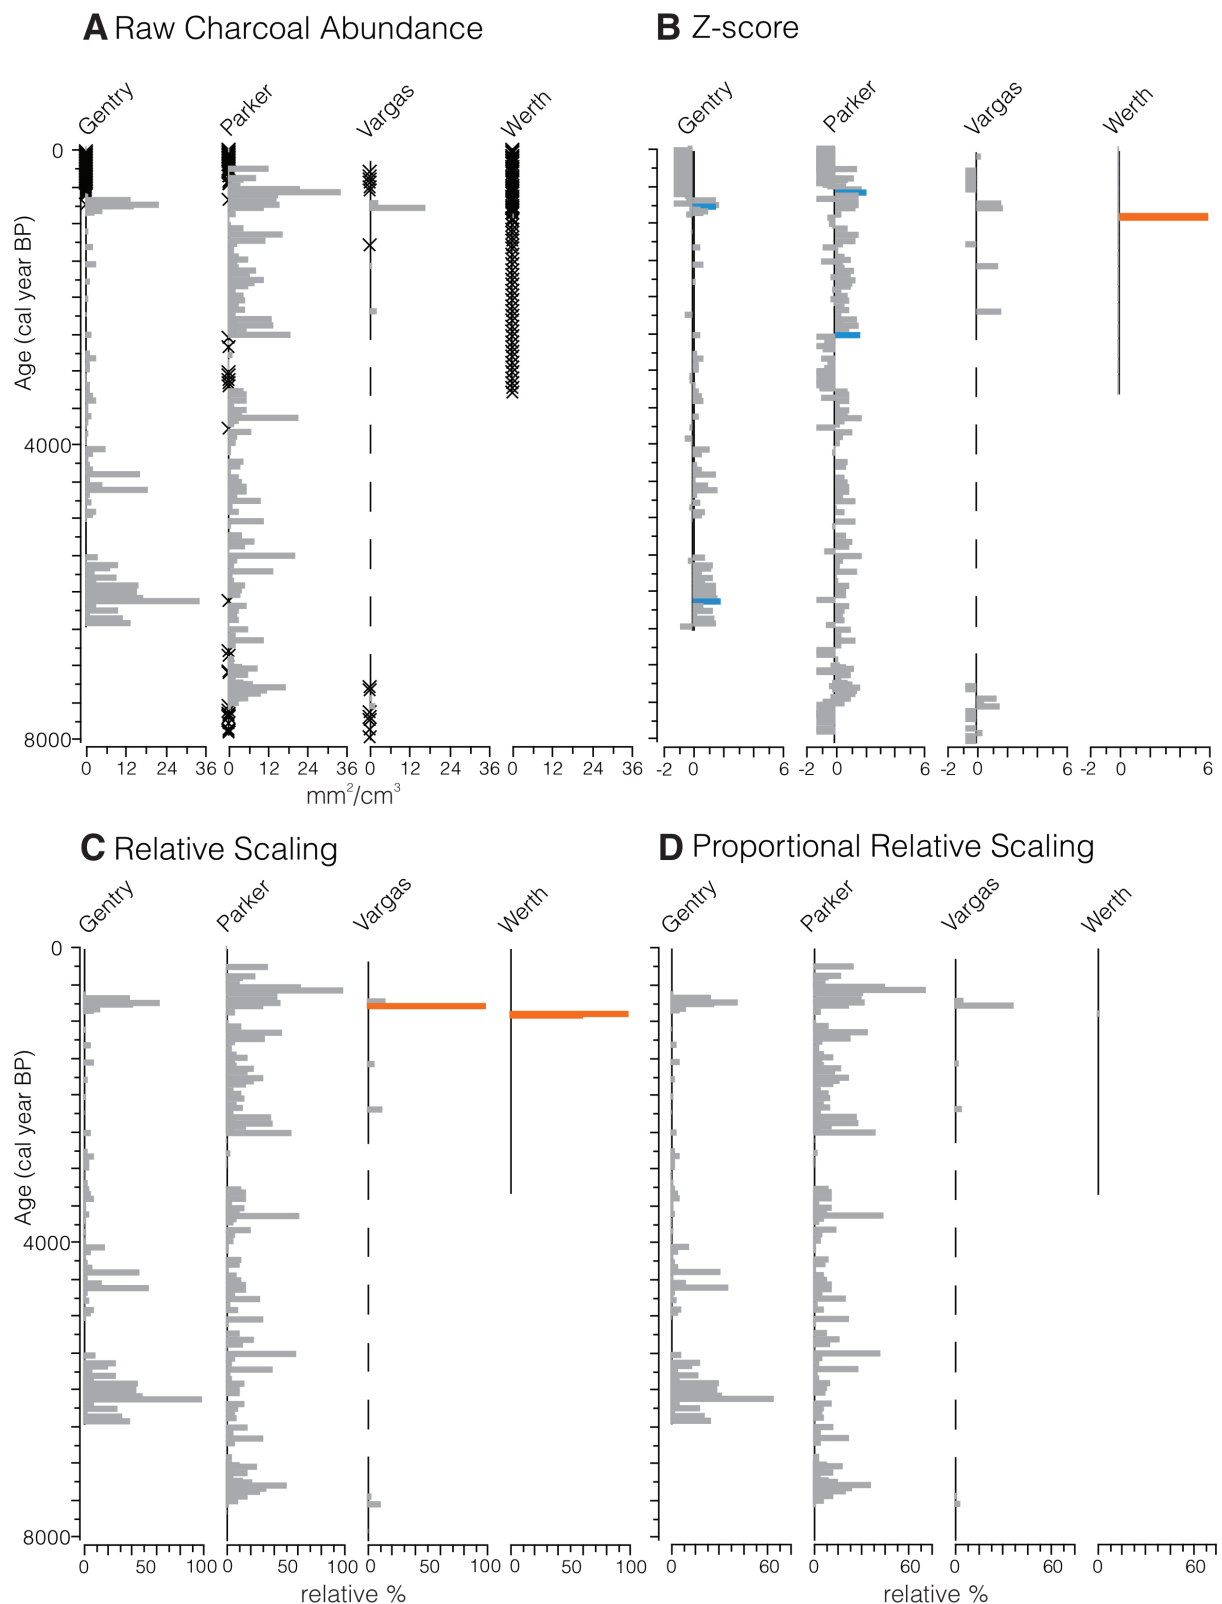 A Raw Charcoal Abundance
B Z-score
Gentry
Parker
Vargas
Werth
Gentry
Parker
Vargas
Werth
0
4000
8000
Age (cal year BP)
0 12 24 36
0 12 24 36
0 12 24 36
0 12 24 36
mm²/cm³
-2 0 6
-2 0 6
-2 0 6
-2 0 6
C Relative Scaling
D Proportional Relative Scaling
Gentry
Parker
Vargas
Werth
Gentry
Parker
Vargas
Werth
0
4000
8000
Age (cal year BP)
0 50 100
0 50 100
0 50 100
0 50 100
relative %
0 60
0 60
0 60
0 60
relative %